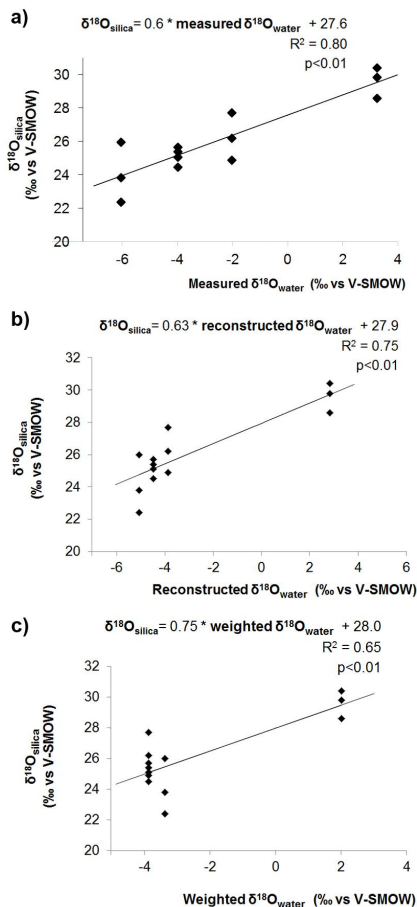 a)
δ¹⁸Osilica= 0.6 * measured δ¹⁸Owater + 27.6
R² = 0.80
p<0.01
δ¹⁸Osilica
(‰ vs V-SMOW)
32
30
28
26
24
22
20
-6 -4 -2 0 2 4
Measured δ¹⁸Owater (‰ vs V-SMOW)
b)
δ¹⁸Osilica= 0.63 * reconstructed δ¹⁸Owater + 27.9
R² = 0.75
p<0.01
δ¹⁸Osilica
(‰ vs V-SMOW)
32
30
28
26
24
22
20
-6 -4 -2 0 2 4 6
Reconstructed δ¹⁸Owater (‰ vs V-SMOW)
c)
δ¹⁸Osilica= 0.75 * weighted δ¹⁸Owater + 28.0
R² = 0.65
p<0.01
δ¹⁸Osilica
(‰ vs V-SMOW)
32
30
28
26
24
22
20
-4 -2 0 2 4
Weighted δ¹⁸Owater (‰ vs V-SMOW)